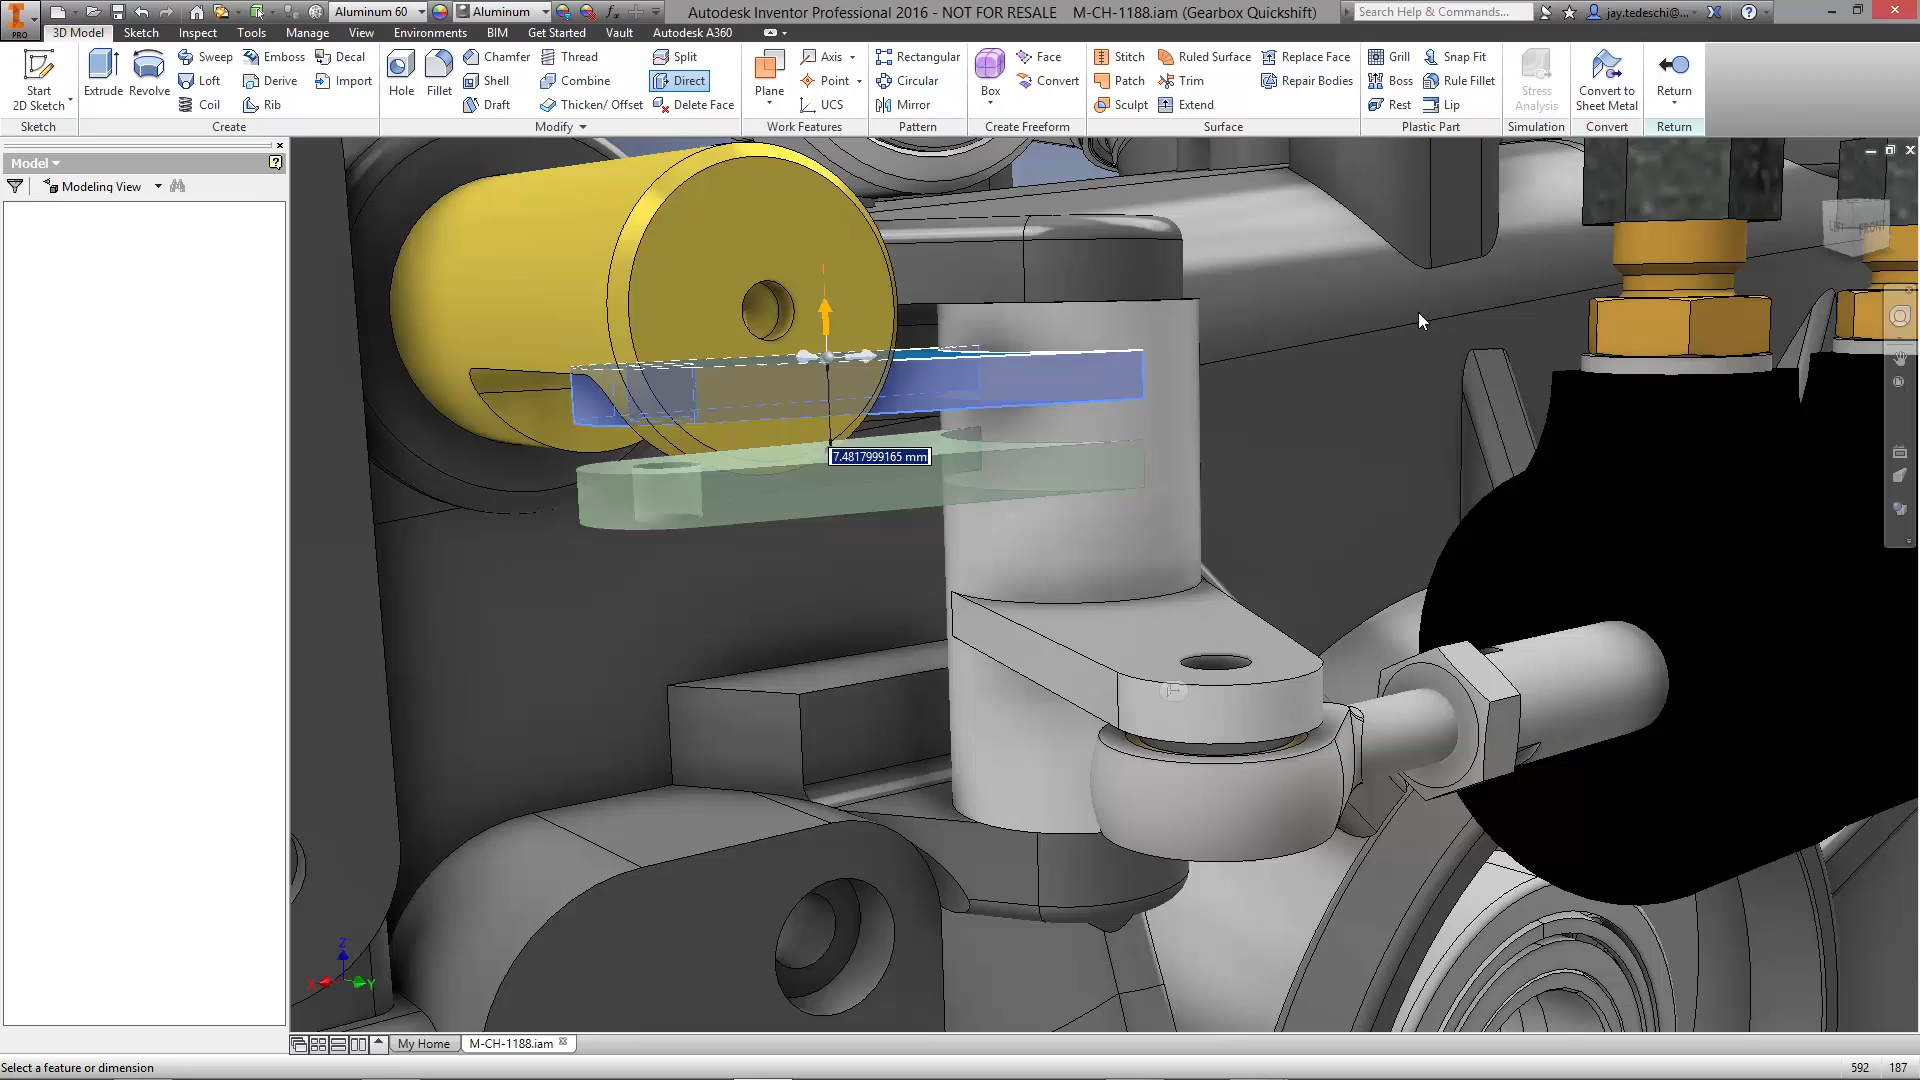 Aluminum 60
Aluminum
Autodesk Inventor Professional 2016 - NOT FOR RESALE M-CH-1188.iam (Gearbox Quickshift)
Search Help & Commands...
jay.tedeschi@...
PRO
3D Model
Sketch
Inspect
Tools
Manage
View
Environments
BIM
Get Started
Vault
Autodesk A360
Start
2D Sketch
Extrude
Revolve
Sweep
Emboss
Decal
Loft
Derive
Import
Coil
Rib
Hole
Fillet
Chamfer
Thread
Split
Shell
Combine
Direct
Draft
Thicken/ Offset
Delete Face
Plane
Axis
Point
UCS
Rectangular
Circular
Mirror
Box
Face
Convert
Stitch
Ruled Surface
Replace Face
Patch
Trim
Repair Bodies
Sculpt
Extend
Grill
Snap Fit
Boss
Rule Fillet
Rest
Lip
Stress
Analysis
Convert to
Sheet Metal
Return
Sketch
Create
Modify
Work Features
Pattern
Create Freeform
Surface
Plastic Part
Simulation
Convert
Return
Model
Modeling View
LEFT
FRONT
7.4817999165 mm
Z
X
Y
My Home
M-CH-1188.iam
Select a feature or dimension
592
187